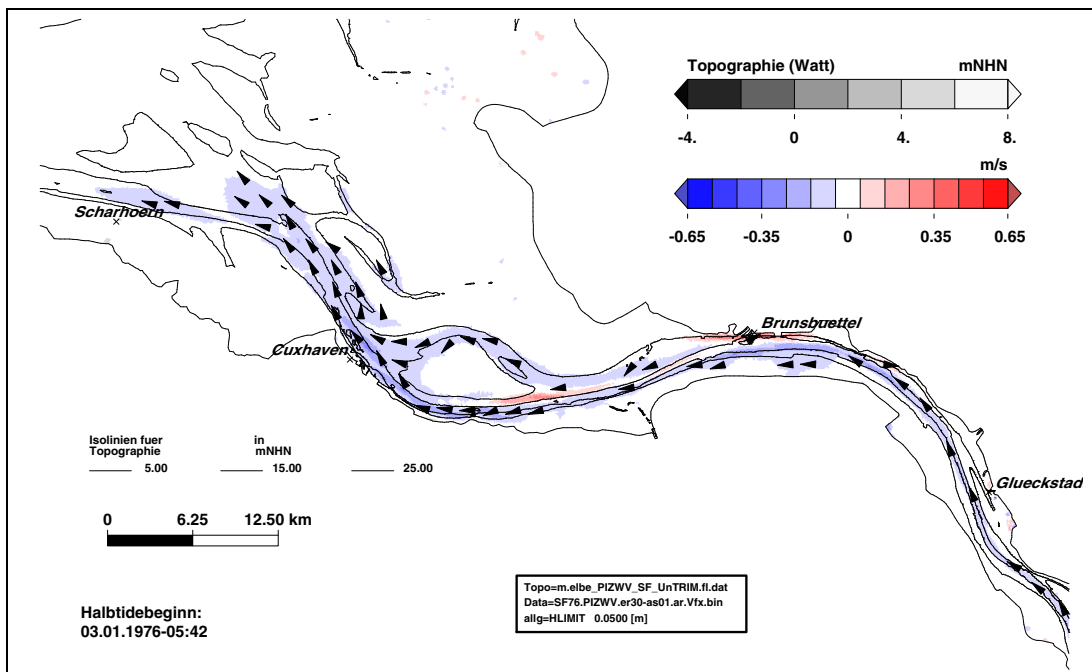 Topographie (Watt) mNHN
-4. 0 4. 8.
m/s
-0.65 -0.35 0 0.35 0.65
Scharhoern
Brunsbuettel
Cuxhaven
Glueckstad
Isolinien fuer in
Topographie mNHN
5.00 15.00 25.00
0 6.25 12.50 km
Topo=m.elbe_PIZWV_SF_UnTRIM.fl.dat
Data=SF76.PIZWV.er30-as01.ar.Vfx.bin
allg=HLIMIT 0.0500 [m]
Halbtidebeginn:
03.01.1976-05:42